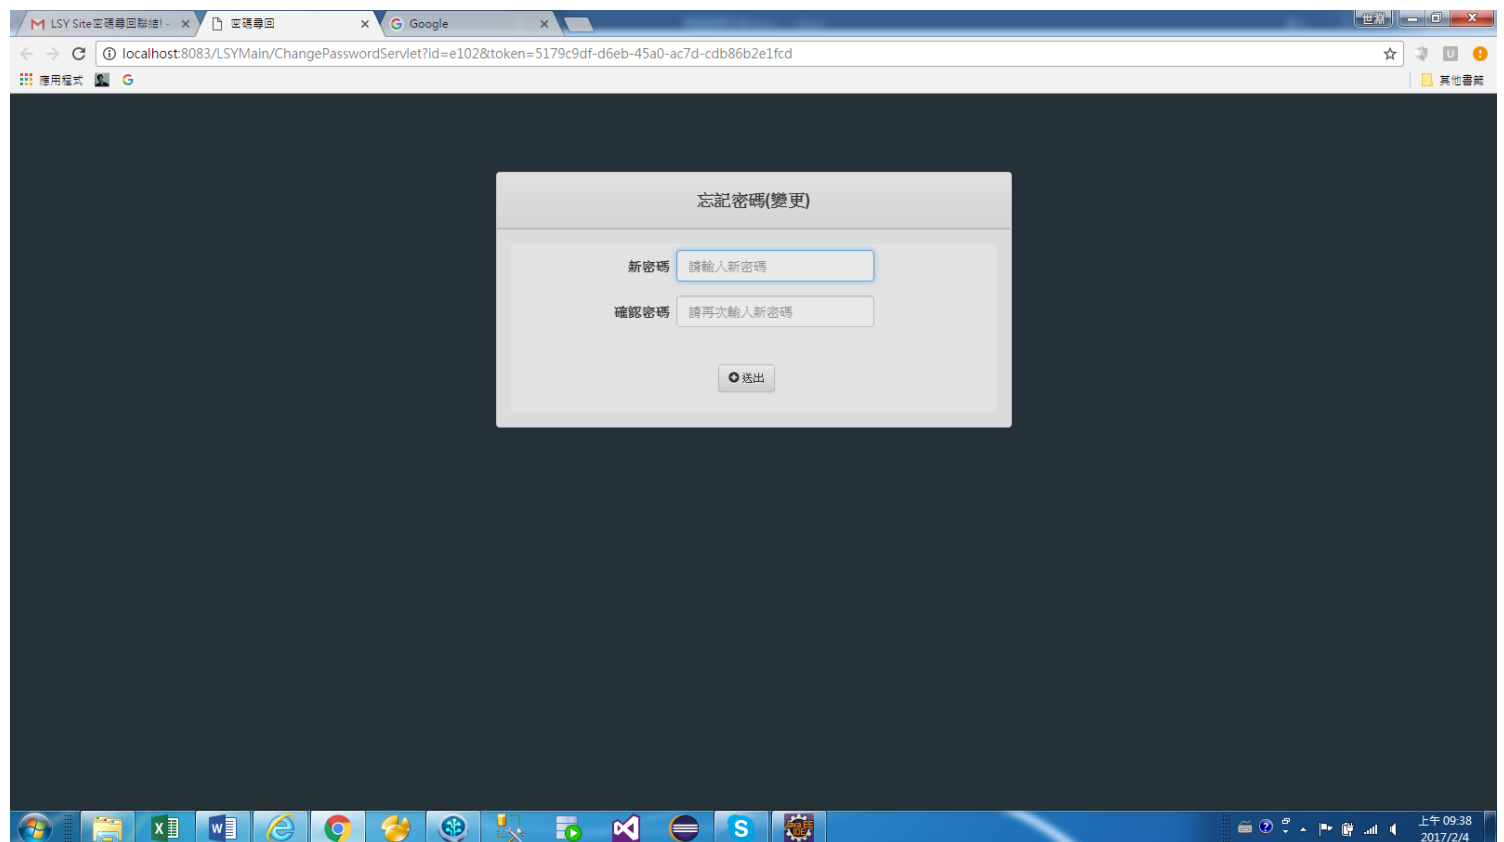 LSY Site密碼尋回聯結! -
密碼尋回
Google
世淵
localhost:8083/LSYMain/ChangePasswordServlet?id=e102&token=5179c9df-d6eb-45a0-ac7d-cdb86b2e1fcd
應用程式
其他書籤
忘記密碼(變更)
新密碼 請輸入新密碼
確認密碼 請再次輸入新密碼
送出
上午 09:38
2017/2/4